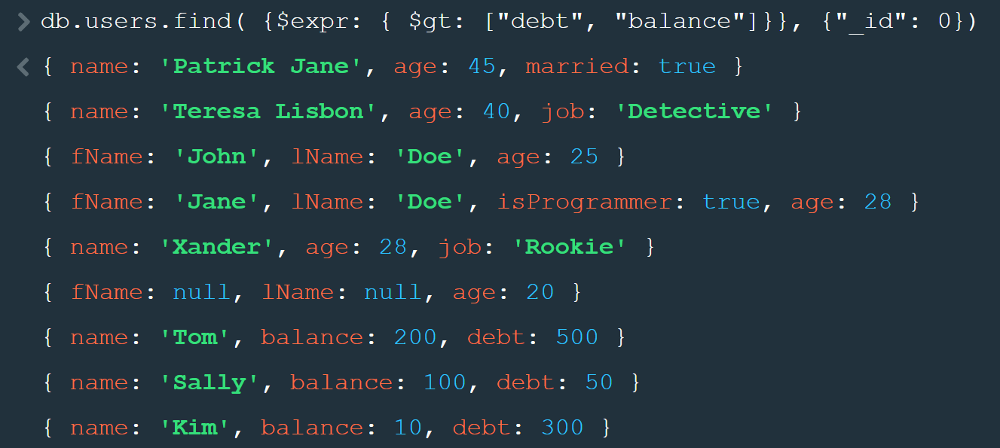 > db.users.find( {$expr: { $gt: ["debt", "balance"]}}, {"_id": 0})
< { name: 'Patrick Jane', age: 45, married: true }
{ name: 'Teresa Lisbon', age: 40, job: 'Detective' }
{ fName: 'John', lName: 'Doe', age: 25 }
{ fName: 'Jane', lName: 'Doe', isProgrammer: true, age: 28 }
{ name: 'Xander', age: 28, job: 'Rookie' }
{ fName: null, lName: null, age: 20 }
{ name: 'Tom', balance: 200, debt: 500 }
{ name: 'Sally', balance: 100, debt: 50 }
{ name: 'Kim', balance: 10, debt: 300 }